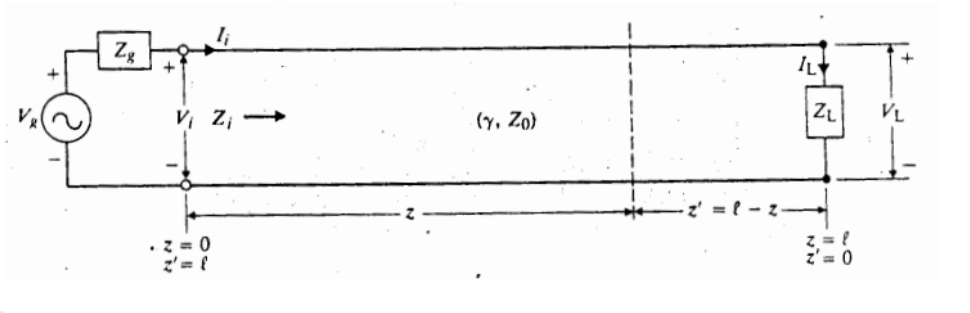 I_i
Z_g
+
+
+
V_g
V_i
Z_i
(γ, Z_0)
I_L
Z_L
V_L
−
−
−
z
z' = ℓ − z
z = 0
z' = ℓ
z = ℓ
z' = 0